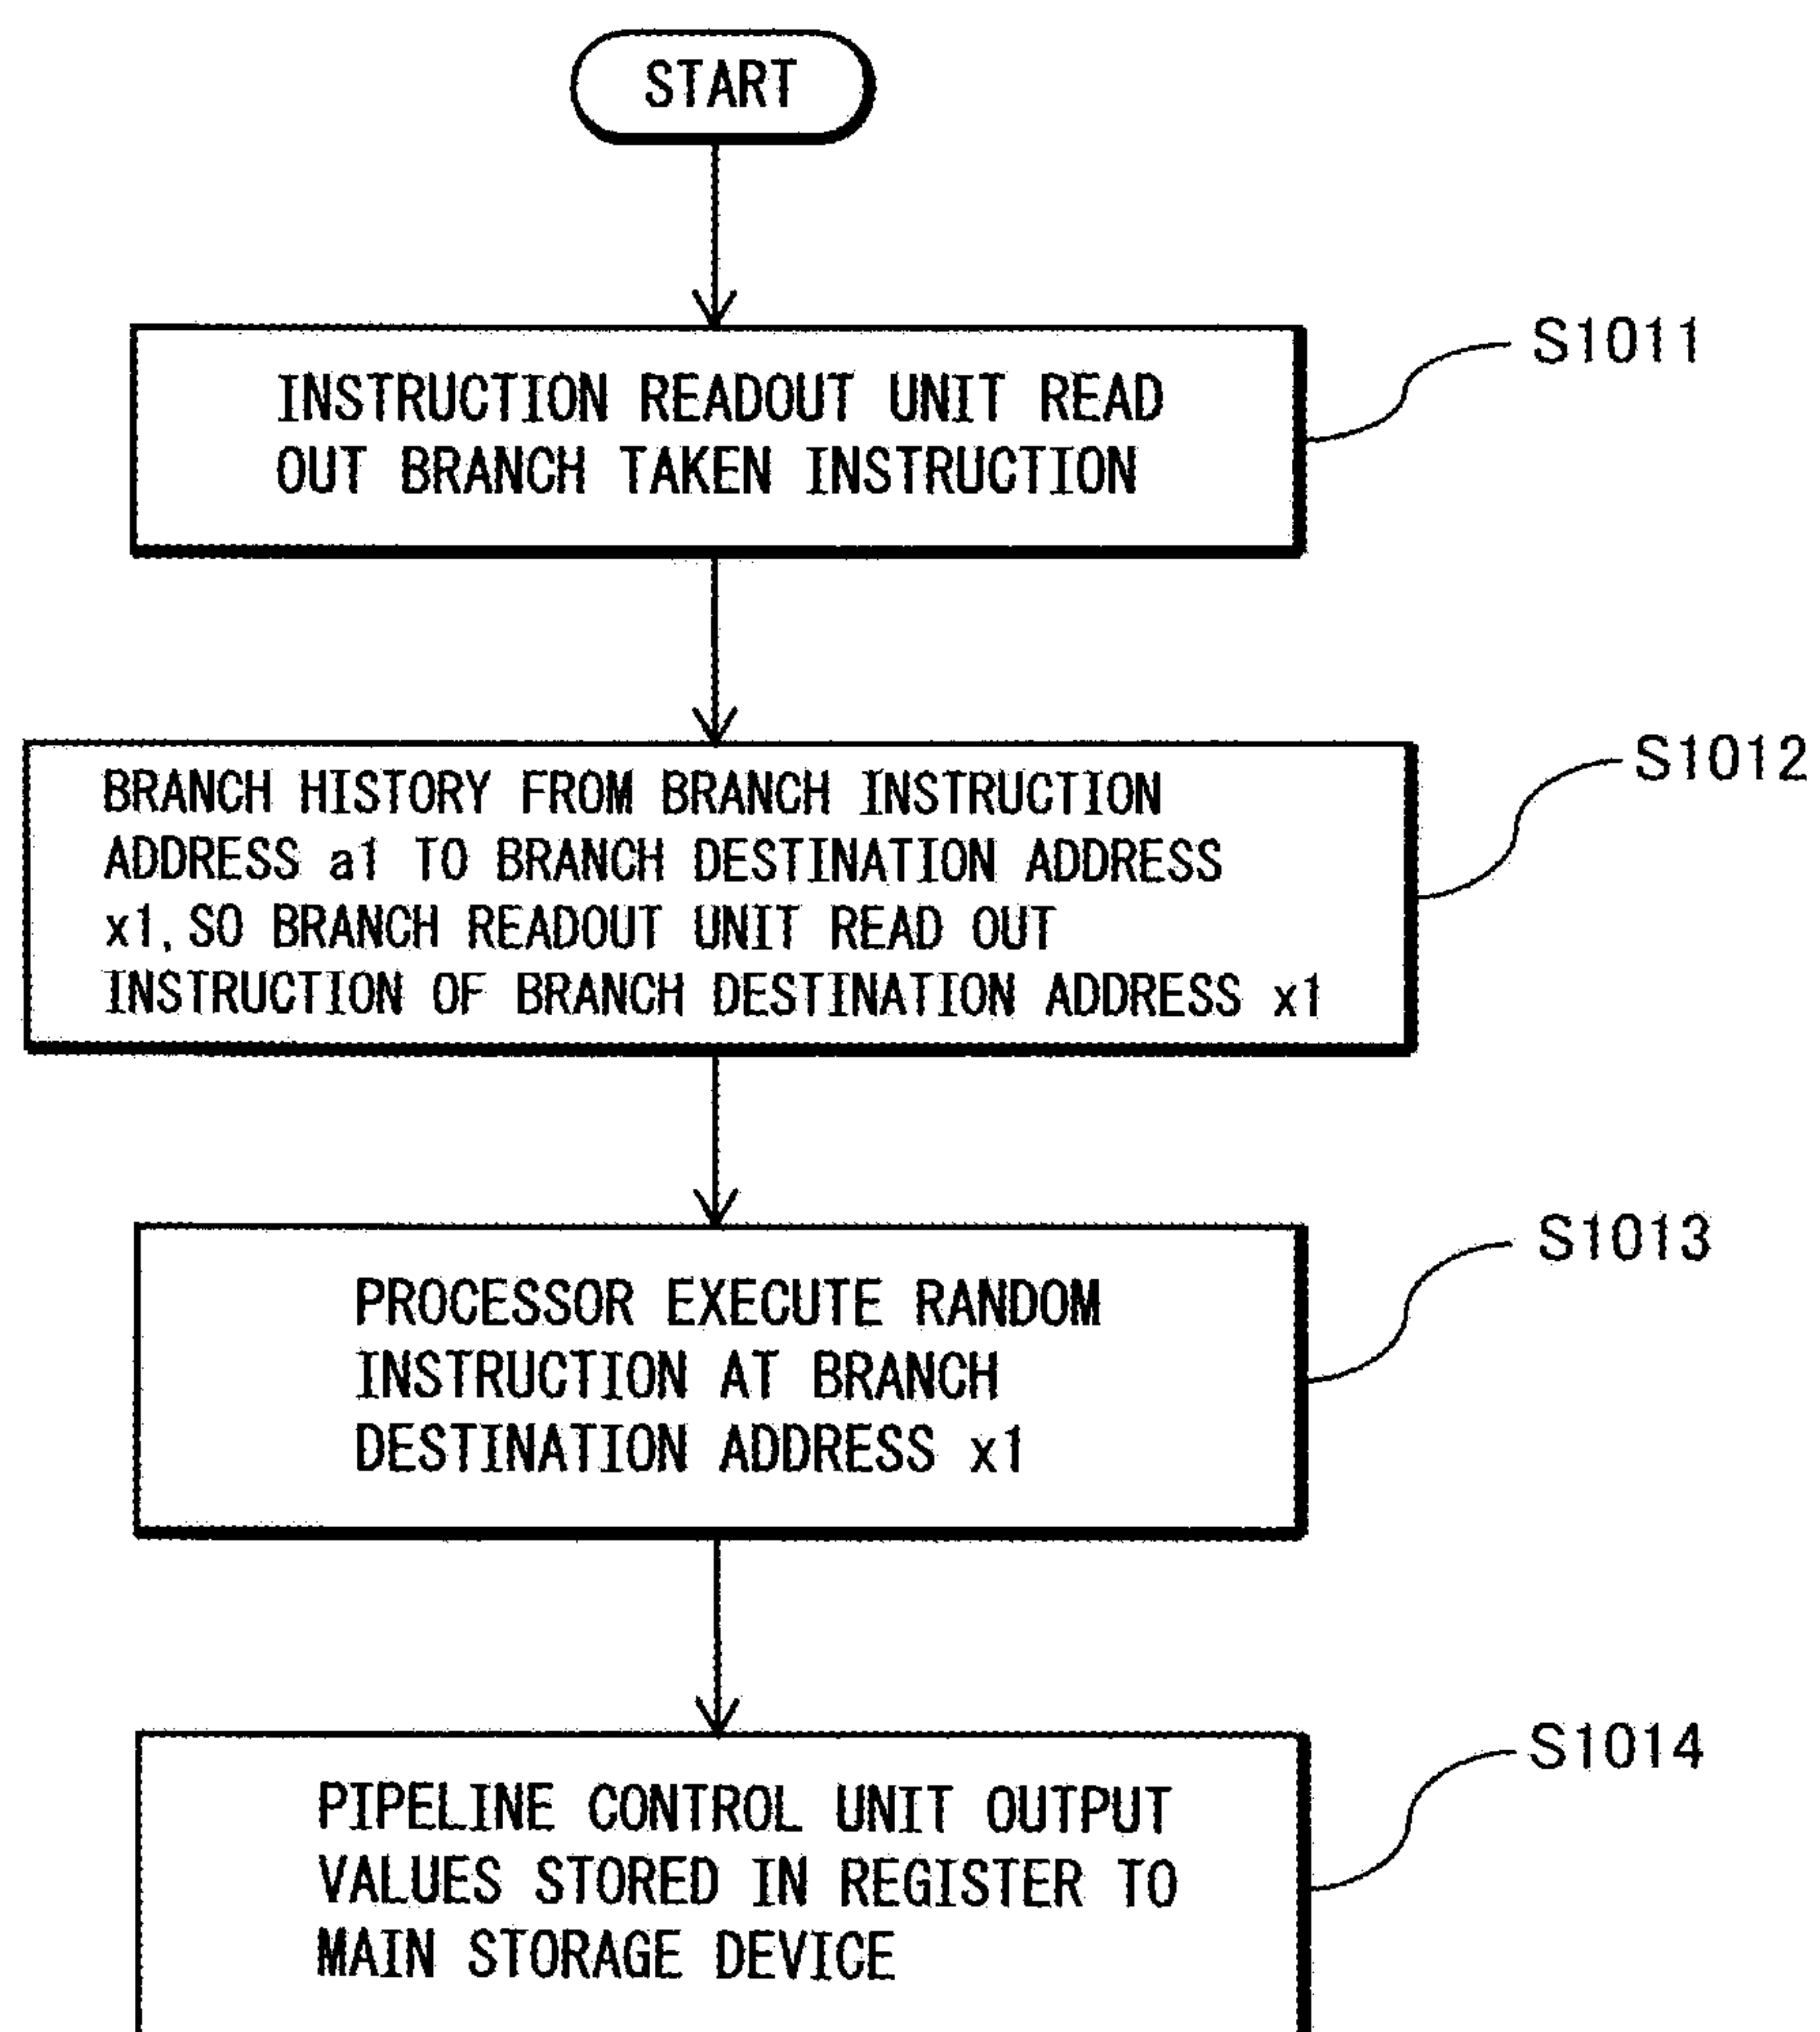 START
S1011
INSTRUCTION READOUT UNIT READ
OUT BRANCH TAKEN INSTRUCTION
S1012
BRANCH HISTORY FROM BRANCH INSTRUCTION
ADDRESS a1 TO BRANCH DESTINATION ADDRESS
x1, SO BRANCH READOUT UNIT READ OUT
INSTRUCTION OF BRANCH DESTINATION ADDRESS x1
S1013
PROCESSOR EXECUTE RANDOM
INSTRUCTION AT BRANCH
DESTINATION ADDRESS x1
S1014
PIPELINE CONTROL UNIT OUTPUT
VALUES STORED IN REGISTER TO
MAIN STORAGE DEVICE